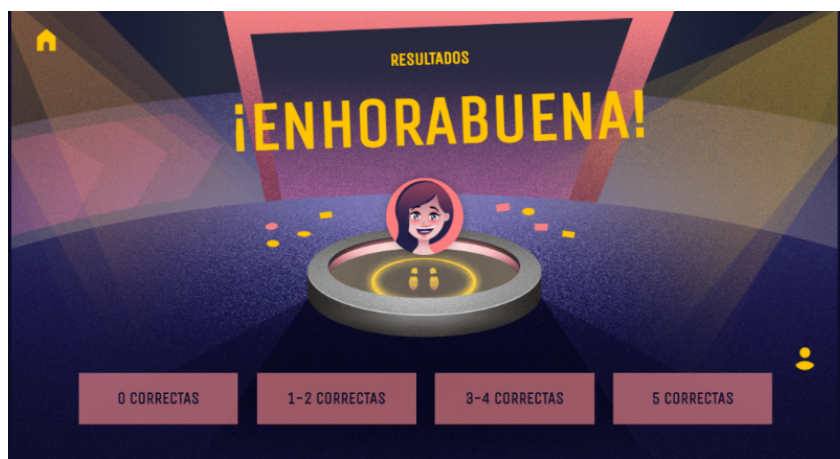 RESULTADOS
¡ENHORABUENA!
0 CORRECTAS
1-2 CORRECTAS
3-4 CORRECTAS
5 CORRECTAS